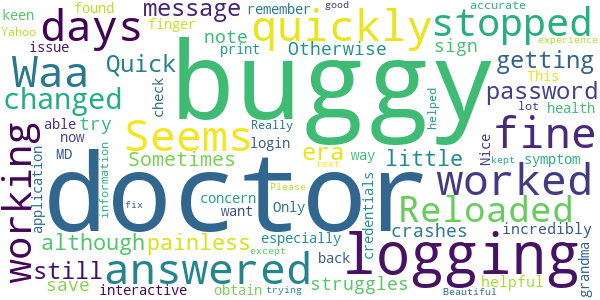 keen
found
message
finger
accurate
good
remember
Yahoo
experience
days
quickly
stopped
note
Otherwise
sign
issue
print
buggy
This
Waa
Quick
check
getting
changed
password
able
try
now
Really
helped
lot
health
MD
login
era
way
Nice
fine
Seems
application
information
Sometimes
little
text
kept
symptom
want
credentials
worked
concern
doctor
Please
Only
Reloaded
working
fix
logging
although
painless
especially
crashes
incredibly
still
answered
back
except
grandma
save
obtain
struggles
helpful
interactive
trying
Beautiful